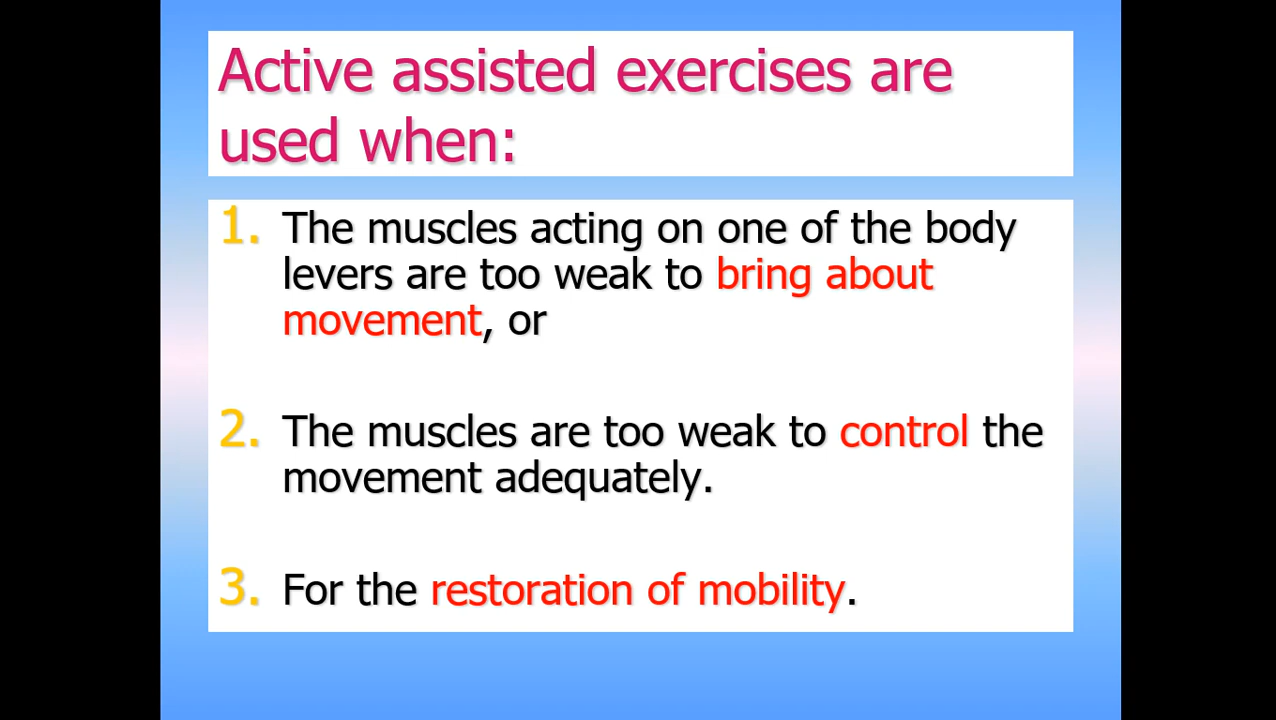 Active assisted exercises are
used when:
1. The muscles acting on one of the body
levers are too weak to bring about
movement, or
2. The muscles are too weak to control the
movement adequately.
3. For the restoration of mobility.